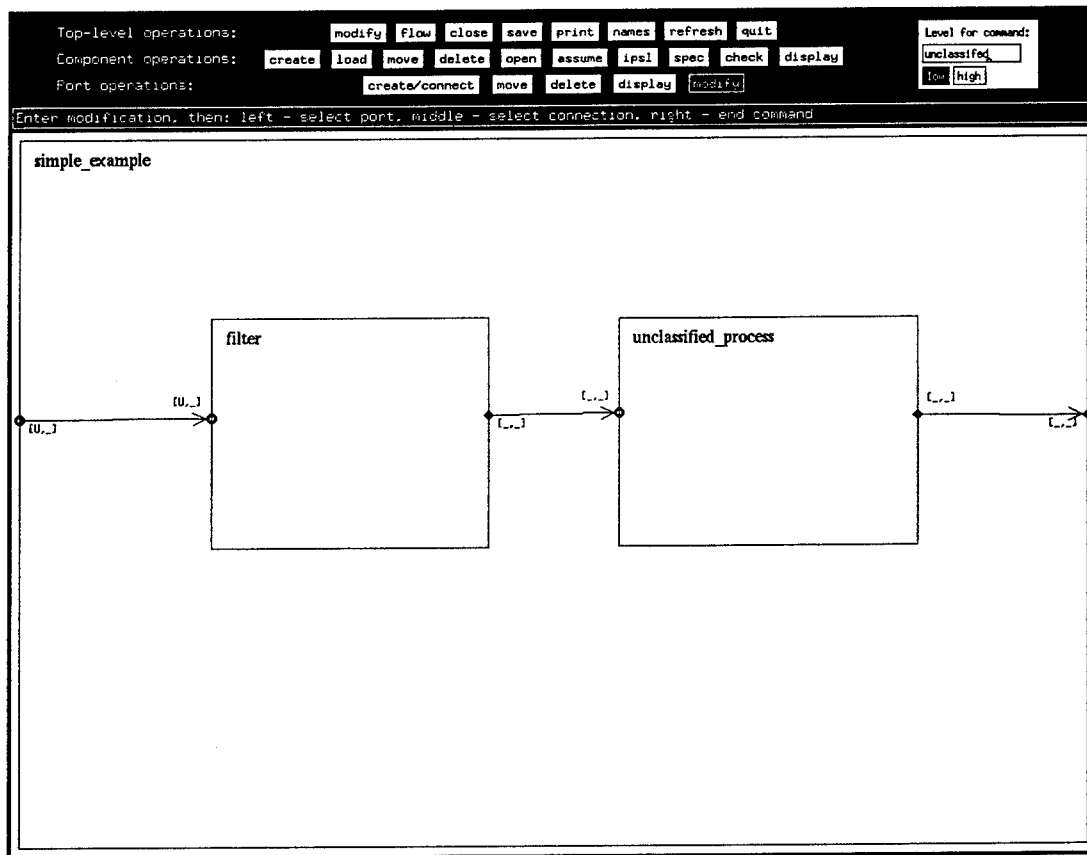 Top-level operations: modify flow close save print names refresh quit
Level for command:
Component operations: create load move delete open assume ipsl spec check display
unclassifed
Port operations: create/connect move delete display modify
low high
Enter modification, then: left - select port, middle - select connection, right - end command
simple_example
filter
unclassified_process
[U,_]
[_,_]
[_,_]
[U,_]
[_,_]
[_,_]